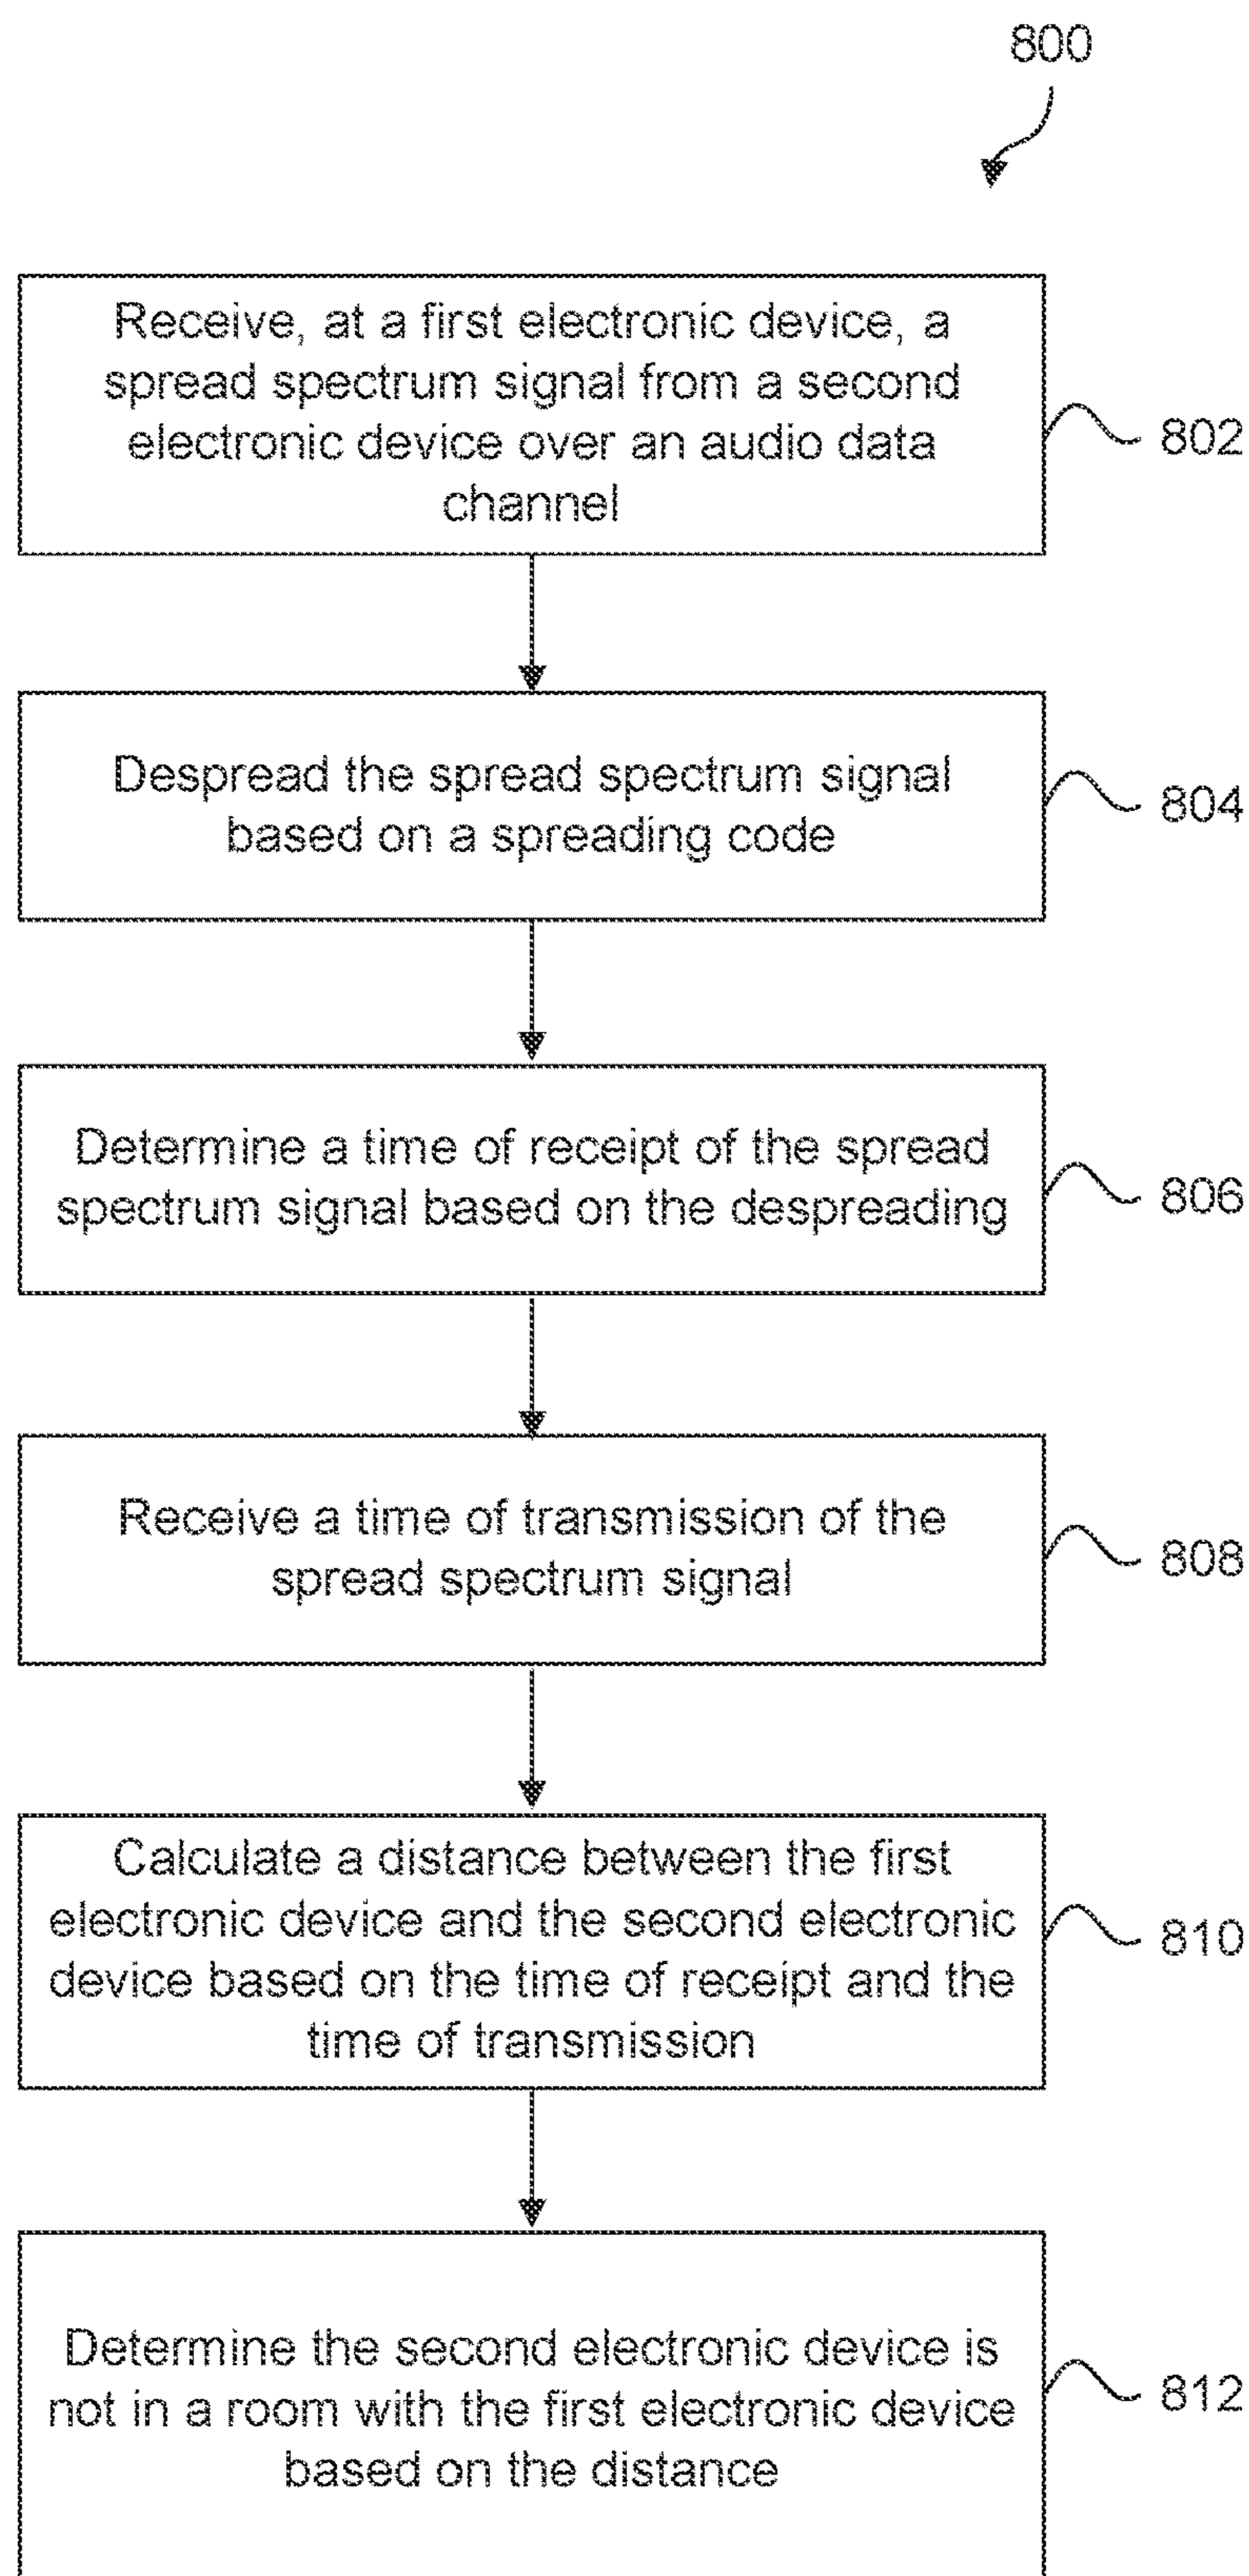 800
Receive, at a first electronic device, a
spread spectrum signal from a second
electronic device over an audio data
channel
802
Despread the spread spectrum signal
based on a spreading code
804
Determine a time of receipt of the spread
spectrum signal based on the despreading
806
Receive a time of transmission of the
spread spectrum signal
808
Calculate a distance between the first
electronic device and the second electronic
device based on the time of receipt and the
time of transmission
810
Determine the second electronic device is
not in a room with the first electronic device
based on the distance
812